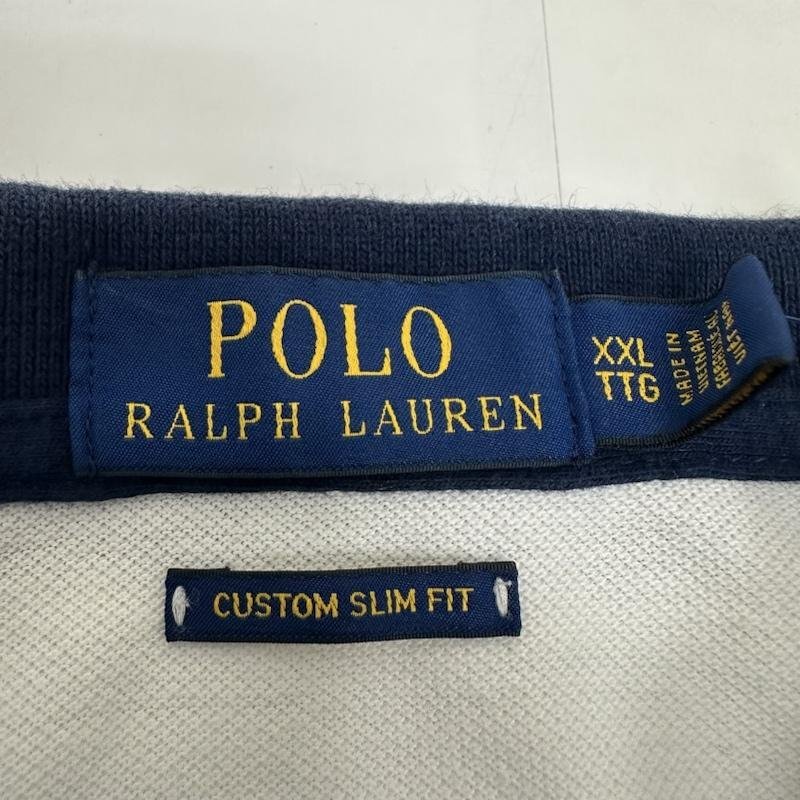 POLO
RALPH LAUREN
XXL
TTG
MADE IN
VIETNAM
CUSTOM SLIM FIT